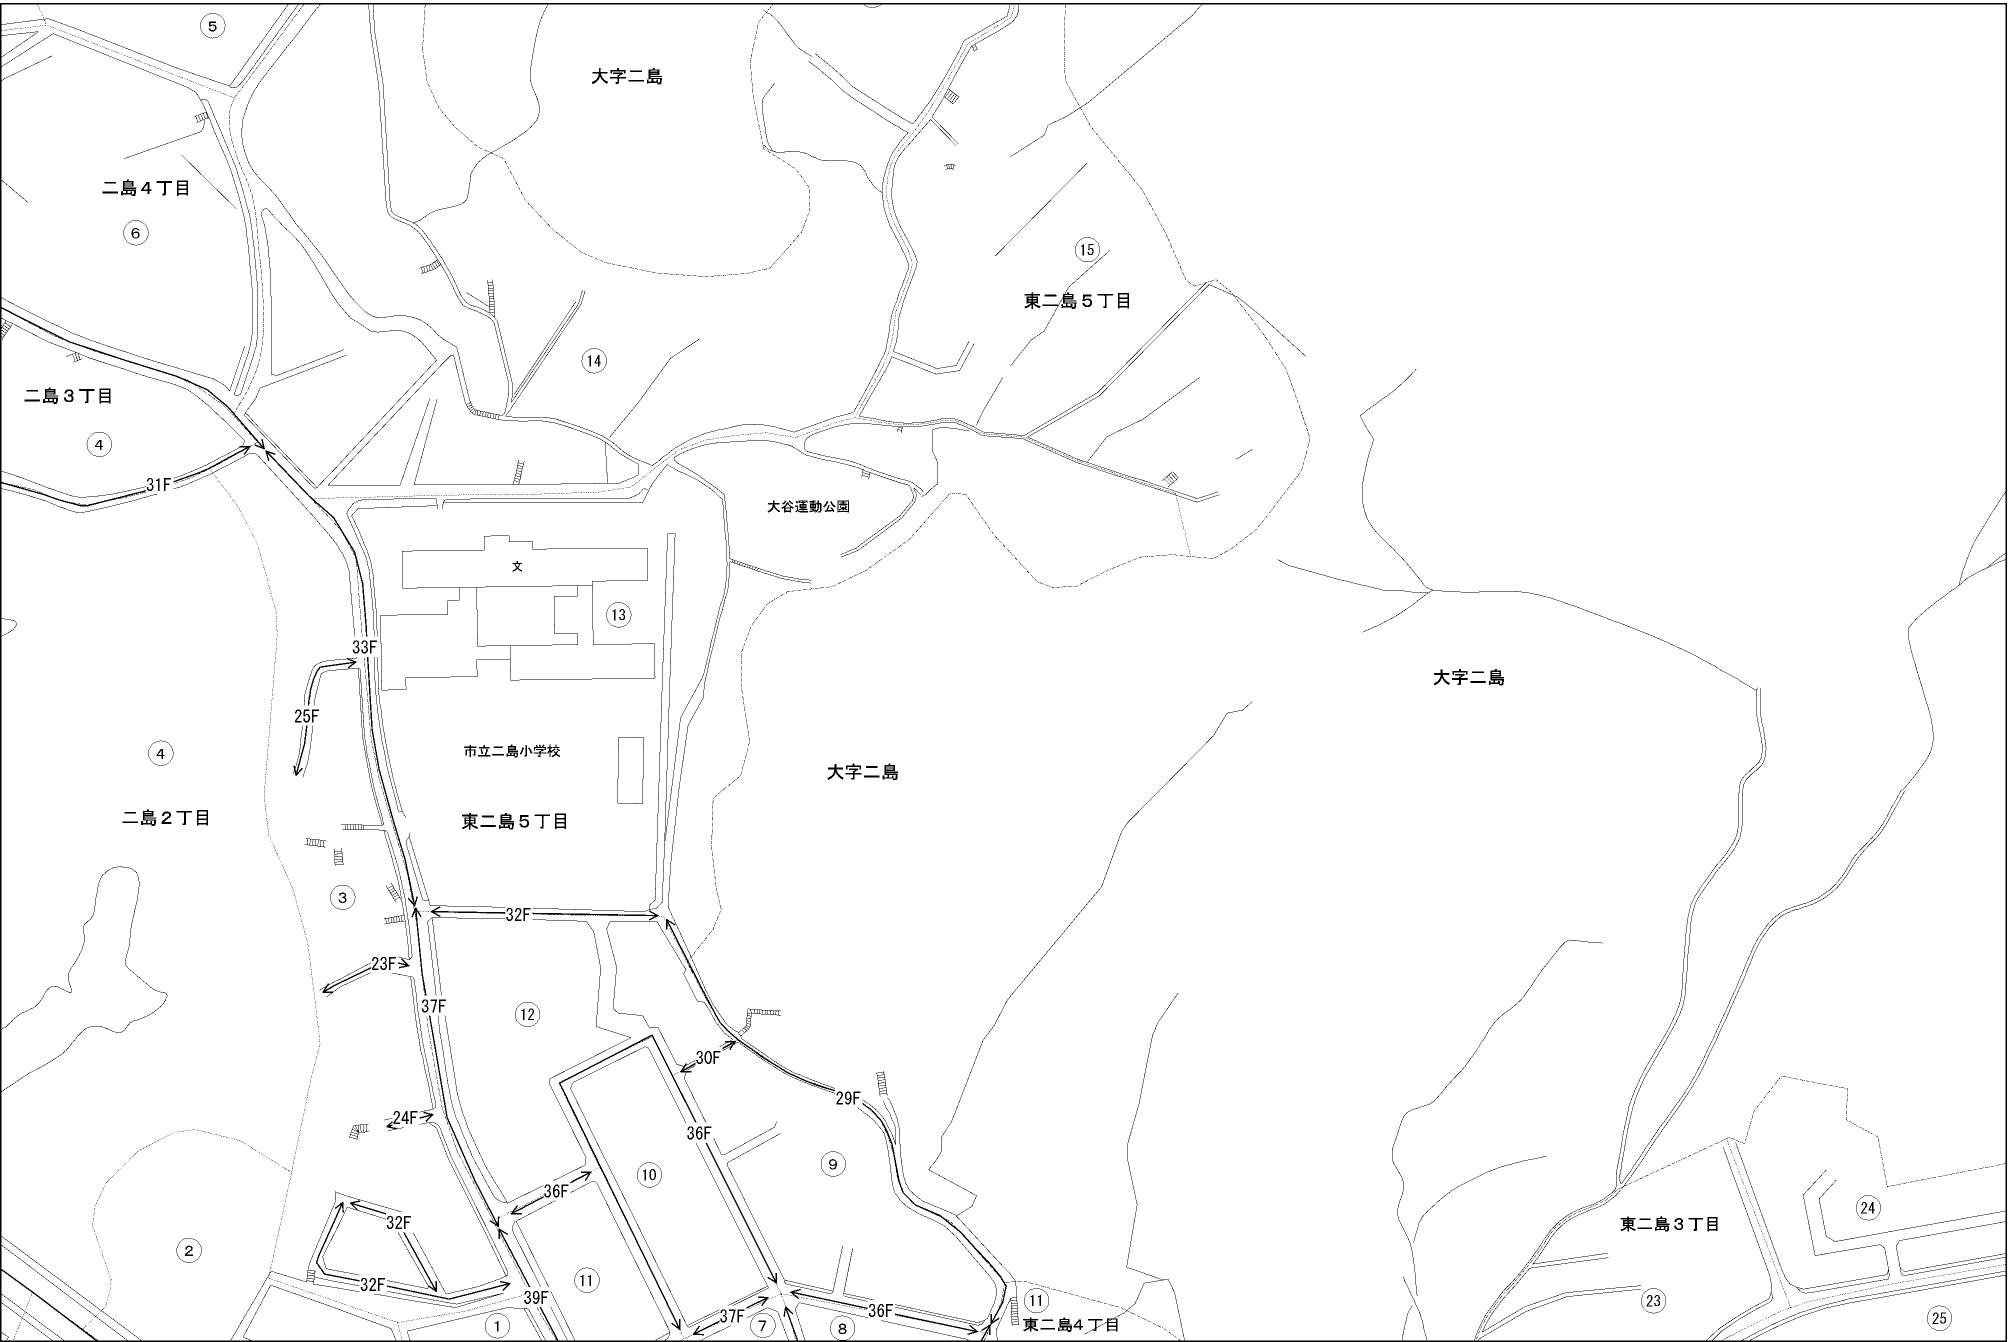 5
大字二島
二島４丁目
6
15
東二島５丁目
14
二島３丁目
4
31F
大谷運動公園
文
13
33F
大字二島
25F
4
市立二島小学校
大字二島
二島２丁目
東二島５丁目
3
32F
23F
37F
12
30F
29F
24F
36F
10
9
36F
24
32F
東二島３丁目
2
11
32F
39F
37F
36F
11
23
1
7
8
東二島４丁目
25